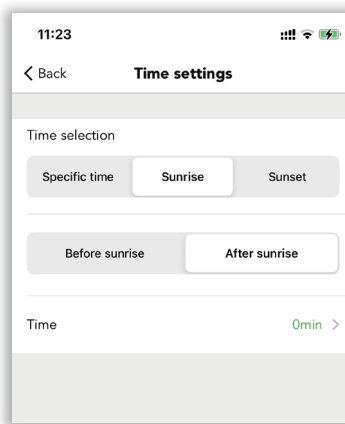 11:23
Back Time settings
Time selection
Specific time Sunrise Sunset
Before sunrise After sunrise
Time 0min